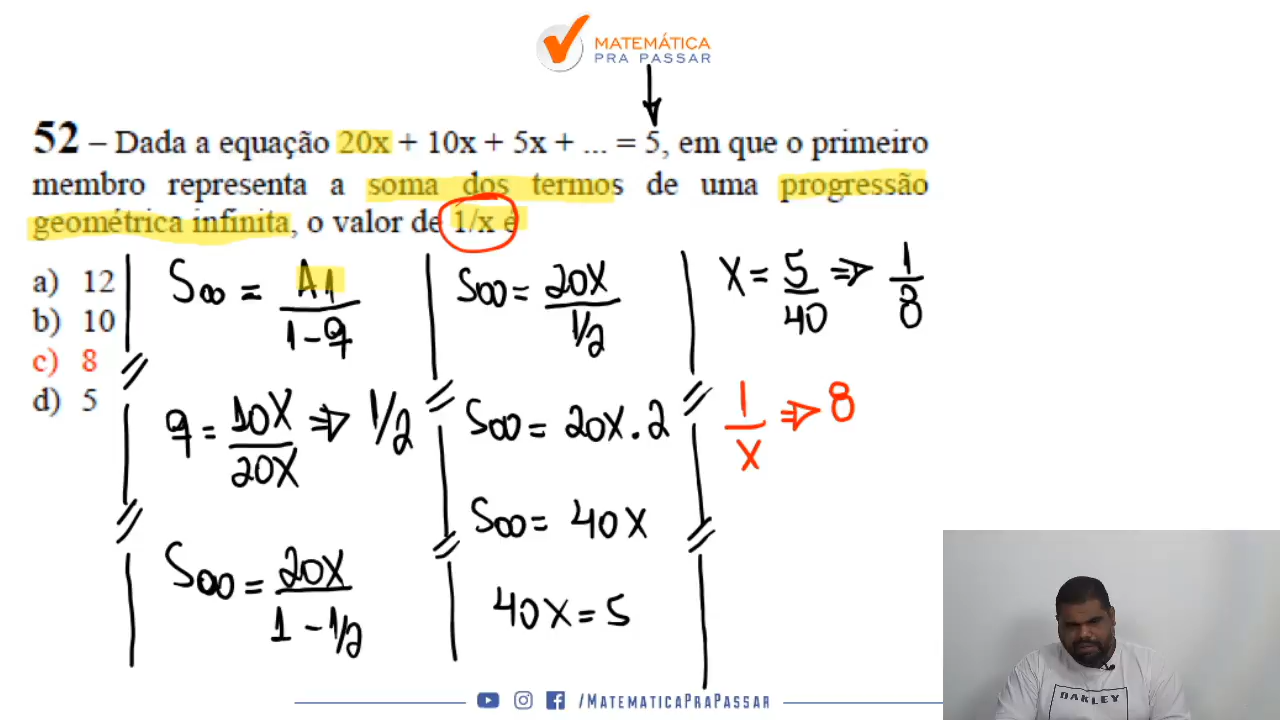 MATEMÁTICA
PRA PASSAR
52 – Dada a equação 20x + 10x + 5x + ... = 5, em que o primeiro
membro representa a soma dos termos de uma progressão
geométrica infinita, o valor de 1/x é
a) 12
b) 10
c) 8
d) 5
S∞ = A1/1-q
q = 10X/20X ⇒ 1/2
S∞ = 20X/1-1/2
S∞ = 20X/1/2
S∞ = 20X.2
S∞ = 40X
40X = 5
X = 5/40 ⇒ 1/8
1/X ⇒ 8
/MATEMATICAPRAPASSAR
OAKLEY